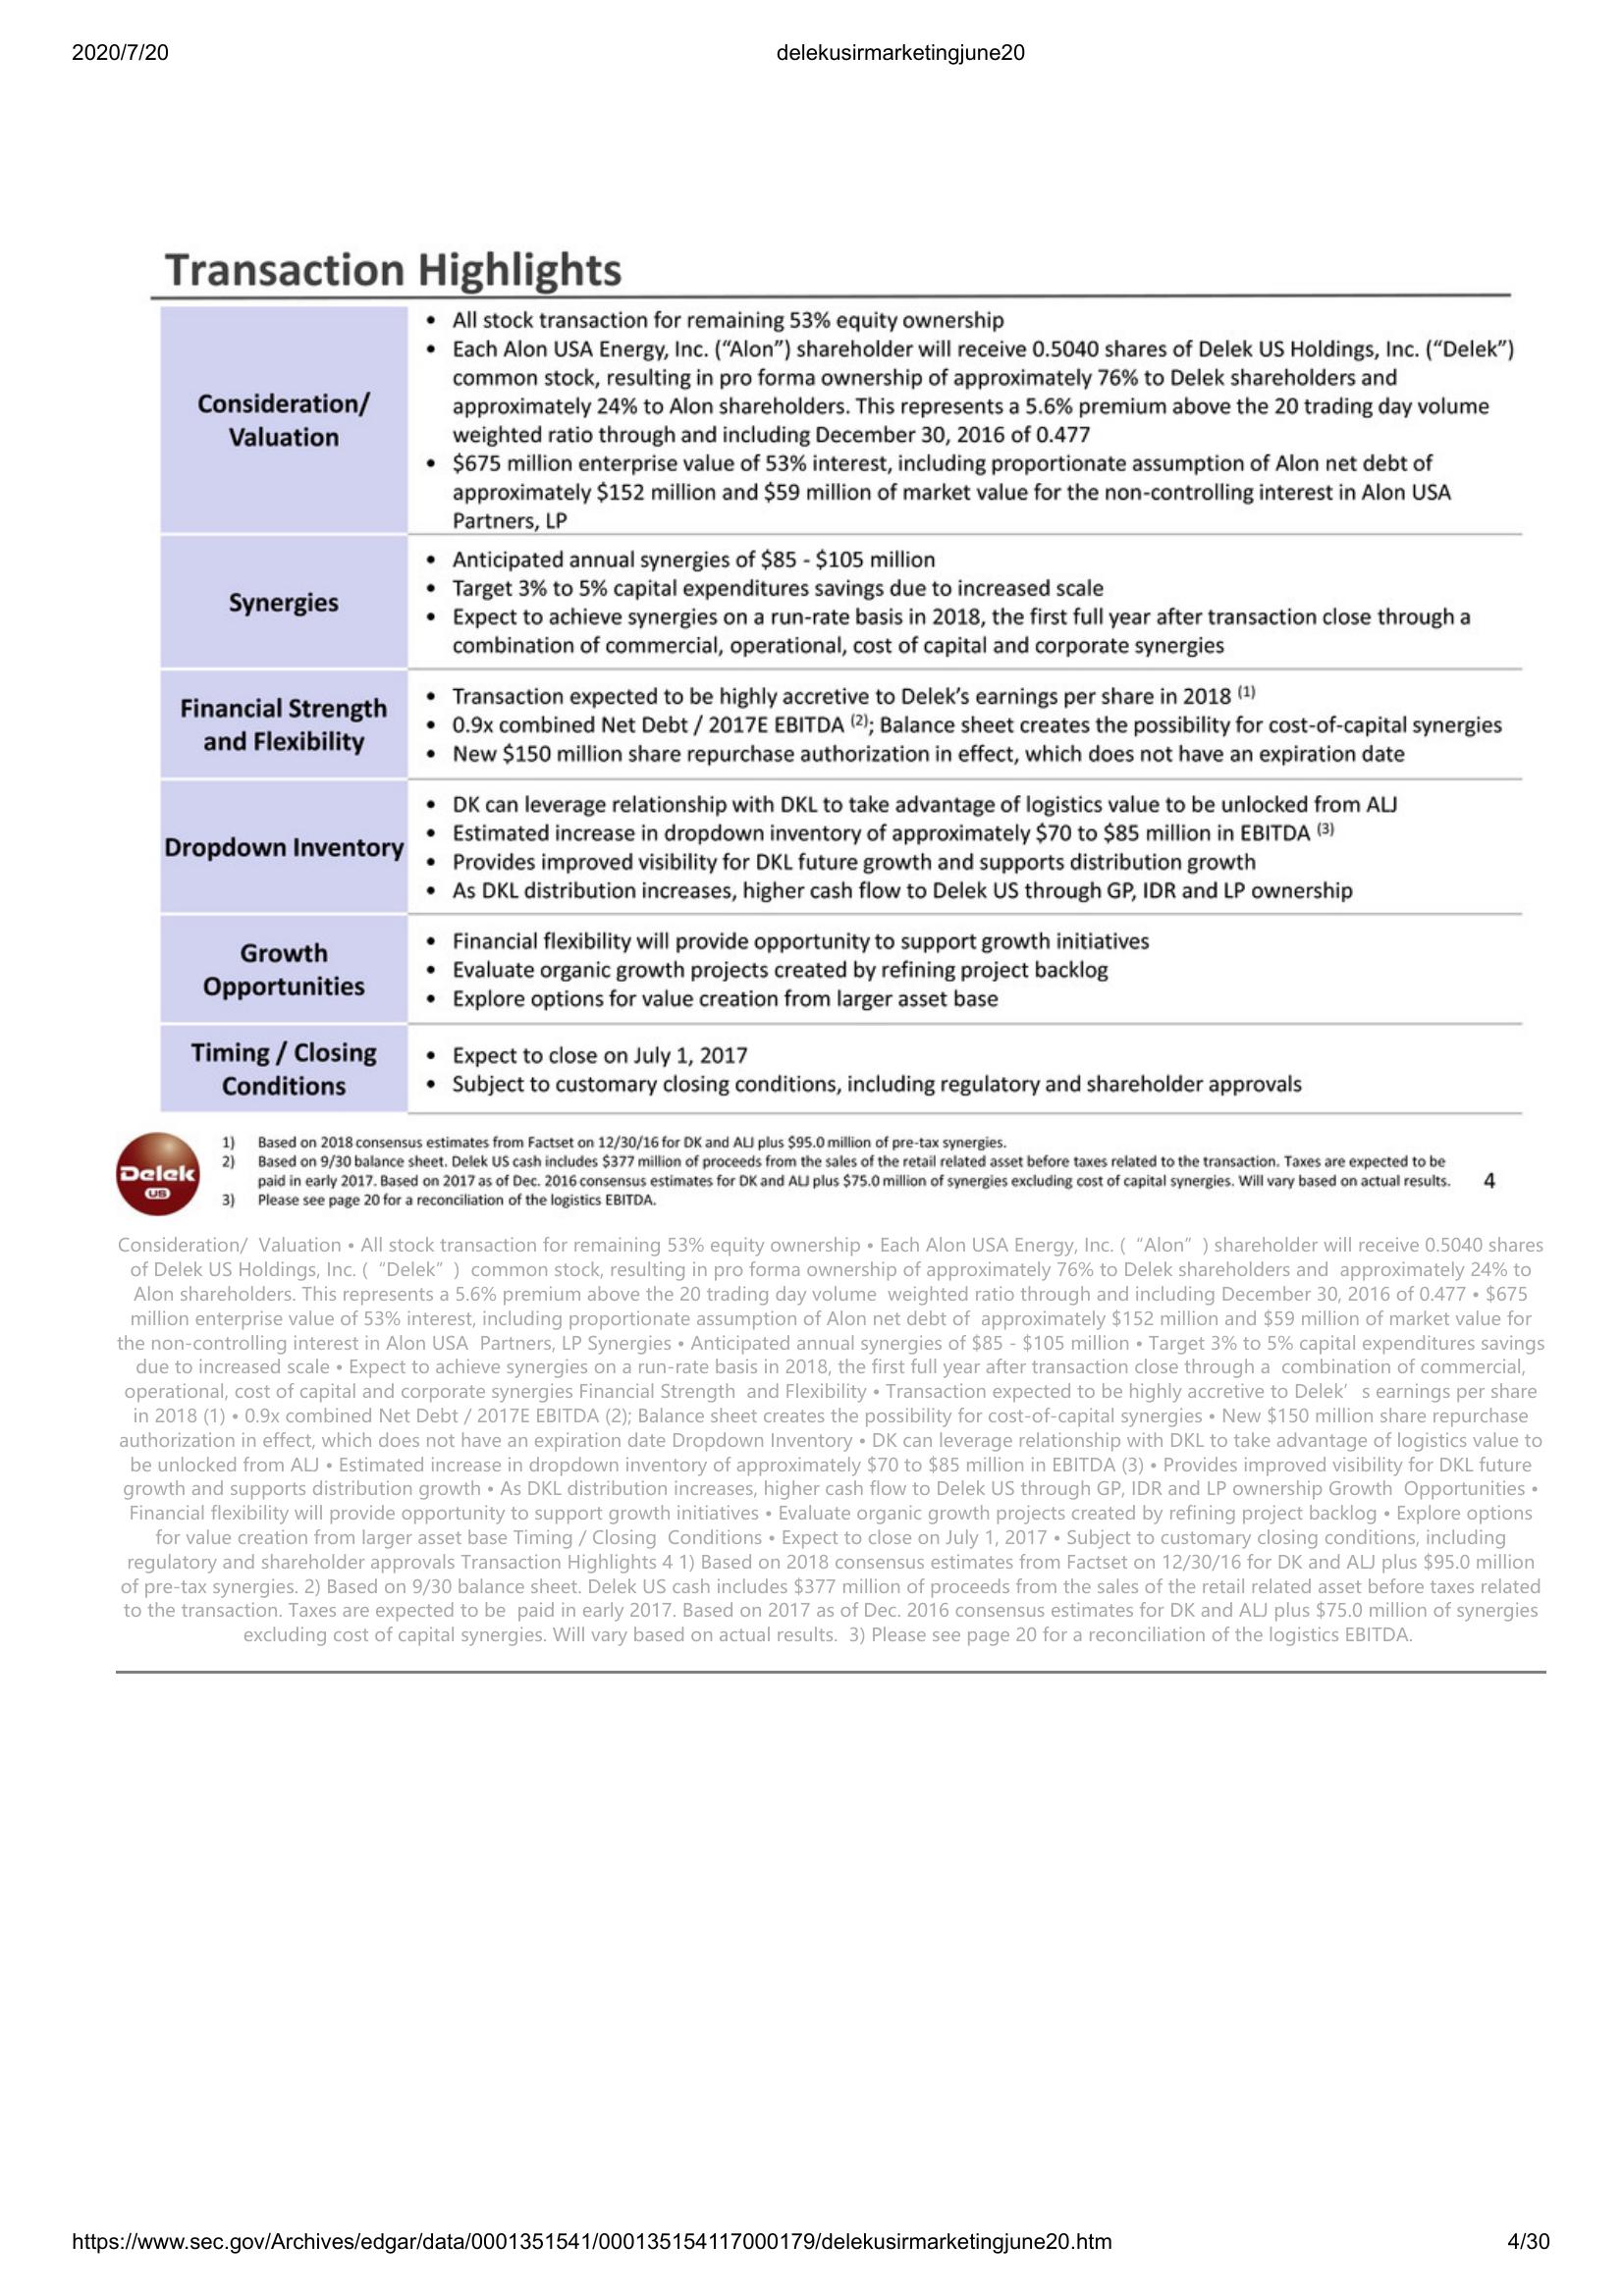 2020/7/20 delekusirmarketingjune20
Transaction Highlights
Consideration/
Valuation
• All stock transaction for remaining 53% equity ownership
• Each Alon USA Energy, Inc. (“Alon”) shareholder will receive 0.5040 shares of Delek US Holdings, Inc. (“Delek”)
common stock, resulting in pro forma ownership of approximately 76% to Delek shareholders and
approximately 24% to Alon shareholders. This represents a 5.6% premium above the 20 trading day volume
weighted ratio through and including December 30, 2016 of 0.477
• $675 million enterprise value of 53% interest, including proportionate assumption of Alon net debt of
approximately $152 million and $59 million of market value for the non-controlling interest in Alon USA
Partners, LP
Synergies
• Anticipated annual synergies of $85 - $105 million
• Target 3% to 5% capital expenditures savings due to increased scale
• Expect to achieve synergies on a run-rate basis in 2018, the first full year after transaction close through a
combination of commercial, operational, cost of capital and corporate synergies
Financial Strength
and Flexibility
• Transaction expected to be highly accretive to Delek’s earnings per share in 2018 (1)
• 0.9x combined Net Debt / 2017E EBITDA (2); Balance sheet creates the possibility for cost-of-capital synergies
• New $150 million share repurchase authorization in effect, which does not have an expiration date
Dropdown Inventory
• DK can leverage relationship with DKL to take advantage of logistics value to be unlocked from ALJ
• Estimated increase in dropdown inventory of approximately $70 to $85 million in EBITDA (3)
• Provides improved visibility for DKL future growth and supports distribution growth
• As DKL distribution increases, higher cash flow to Delek US through GP, IDR and LP ownership
Growth
Opportunities
• Financial flexibility will provide opportunity to support growth initiatives
• Evaluate organic growth projects created by refining project backlog
• Explore options for value creation from larger asset base
Timing / Closing
Conditions
• Expect to close on July 1, 2017
• Subject to customary closing conditions, including regulatory and shareholder approvals
Delek
US
1) Based on 2018 consensus estimates from Factset on 12/30/16 for DK and ALJ plus $95.0 million of pre-tax synergies.
2) Based on 9/30 balance sheet. Delek US cash includes $377 million of proceeds from the sales of the retail related asset before taxes related to the transaction. Taxes are expected to be
paid in early 2017. Based on 2017 as of Dec. 2016 consensus estimates for DK and ALJ plus $75.0 million of synergies excluding cost of capital synergies. Will vary based on actual results.
3) Please see page 20 for a reconciliation of the logistics EBITDA.
4
Consideration/ Valuation • All stock transaction for remaining 53% equity ownership • Each Alon USA Energy, Inc. ( “Alon” ) shareholder will receive 0.5040 shares
of Delek US Holdings, Inc. ( “Delek” ) common stock, resulting in pro forma ownership of approximately 76% to Delek shareholders and approximately 24% to
Alon shareholders. This represents a 5.6% premium above the 20 trading day volume weighted ratio through and including December 30, 2016 of 0.477 • $675
million enterprise value of 53% interest, including proportionate assumption of Alon net debt of approximately $152 million and $59 million of market value for
the non-controlling interest in Alon USA Partners, LP Synergies • Anticipated annual synergies of $85 - $105 million • Target 3% to 5% capital expenditures savings
due to increased scale • Expect to achieve synergies on a run-rate basis in 2018, the first full year after transaction close through a combination of commercial,
operational, cost of capital and corporate synergies Financial Strength and Flexibility • Transaction expected to be highly accretive to Delek’ s earnings per share
in 2018 (1) • 0.9x combined Net Debt / 2017E EBITDA (2); Balance sheet creates the possibility for cost-of-capital synergies • New $150 million share repurchase
authorization in effect, which does not have an expiration date Dropdown Inventory • DK can leverage relationship with DKL to take advantage of logistics value to
be unlocked from ALJ • Estimated increase in dropdown inventory of approximately $70 to $85 million in EBITDA (3) • Provides improved visibility for DKL future
growth and supports distribution growth • As DKL distribution increases, higher cash flow to Delek US through GP, IDR and LP ownership Growth Opportunities •
Financial flexibility will provide opportunity to support growth initiatives • Evaluate organic growth projects created by refining project backlog • Explore options
for value creation from larger asset base Timing / Closing Conditions • Expect to close on July 1, 2017 • Subject to customary closing conditions, including
regulatory and shareholder approvals Transaction Highlights 4 1) Based on 2018 consensus estimates from Factset on 12/30/16 for DK and ALJ plus $95.0 million
of pre-tax synergies. 2) Based on 9/30 balance sheet. Delek US cash includes $377 million of proceeds from the sales of the retail related asset before taxes related
to the transaction. Taxes are expected to be paid in early 2017. Based on 2017 as of Dec. 2016 consensus estimates for DK and ALJ plus $75.0 million of synergies
excluding cost of capital synergies. Will vary based on actual results. 3) Please see page 20 for a reconciliation of the logistics EBITDA.
https://www.sec.gov/Archives/edgar/data/0001351541/000135154117000179/delekusirmarketingjune20.htm 4/30